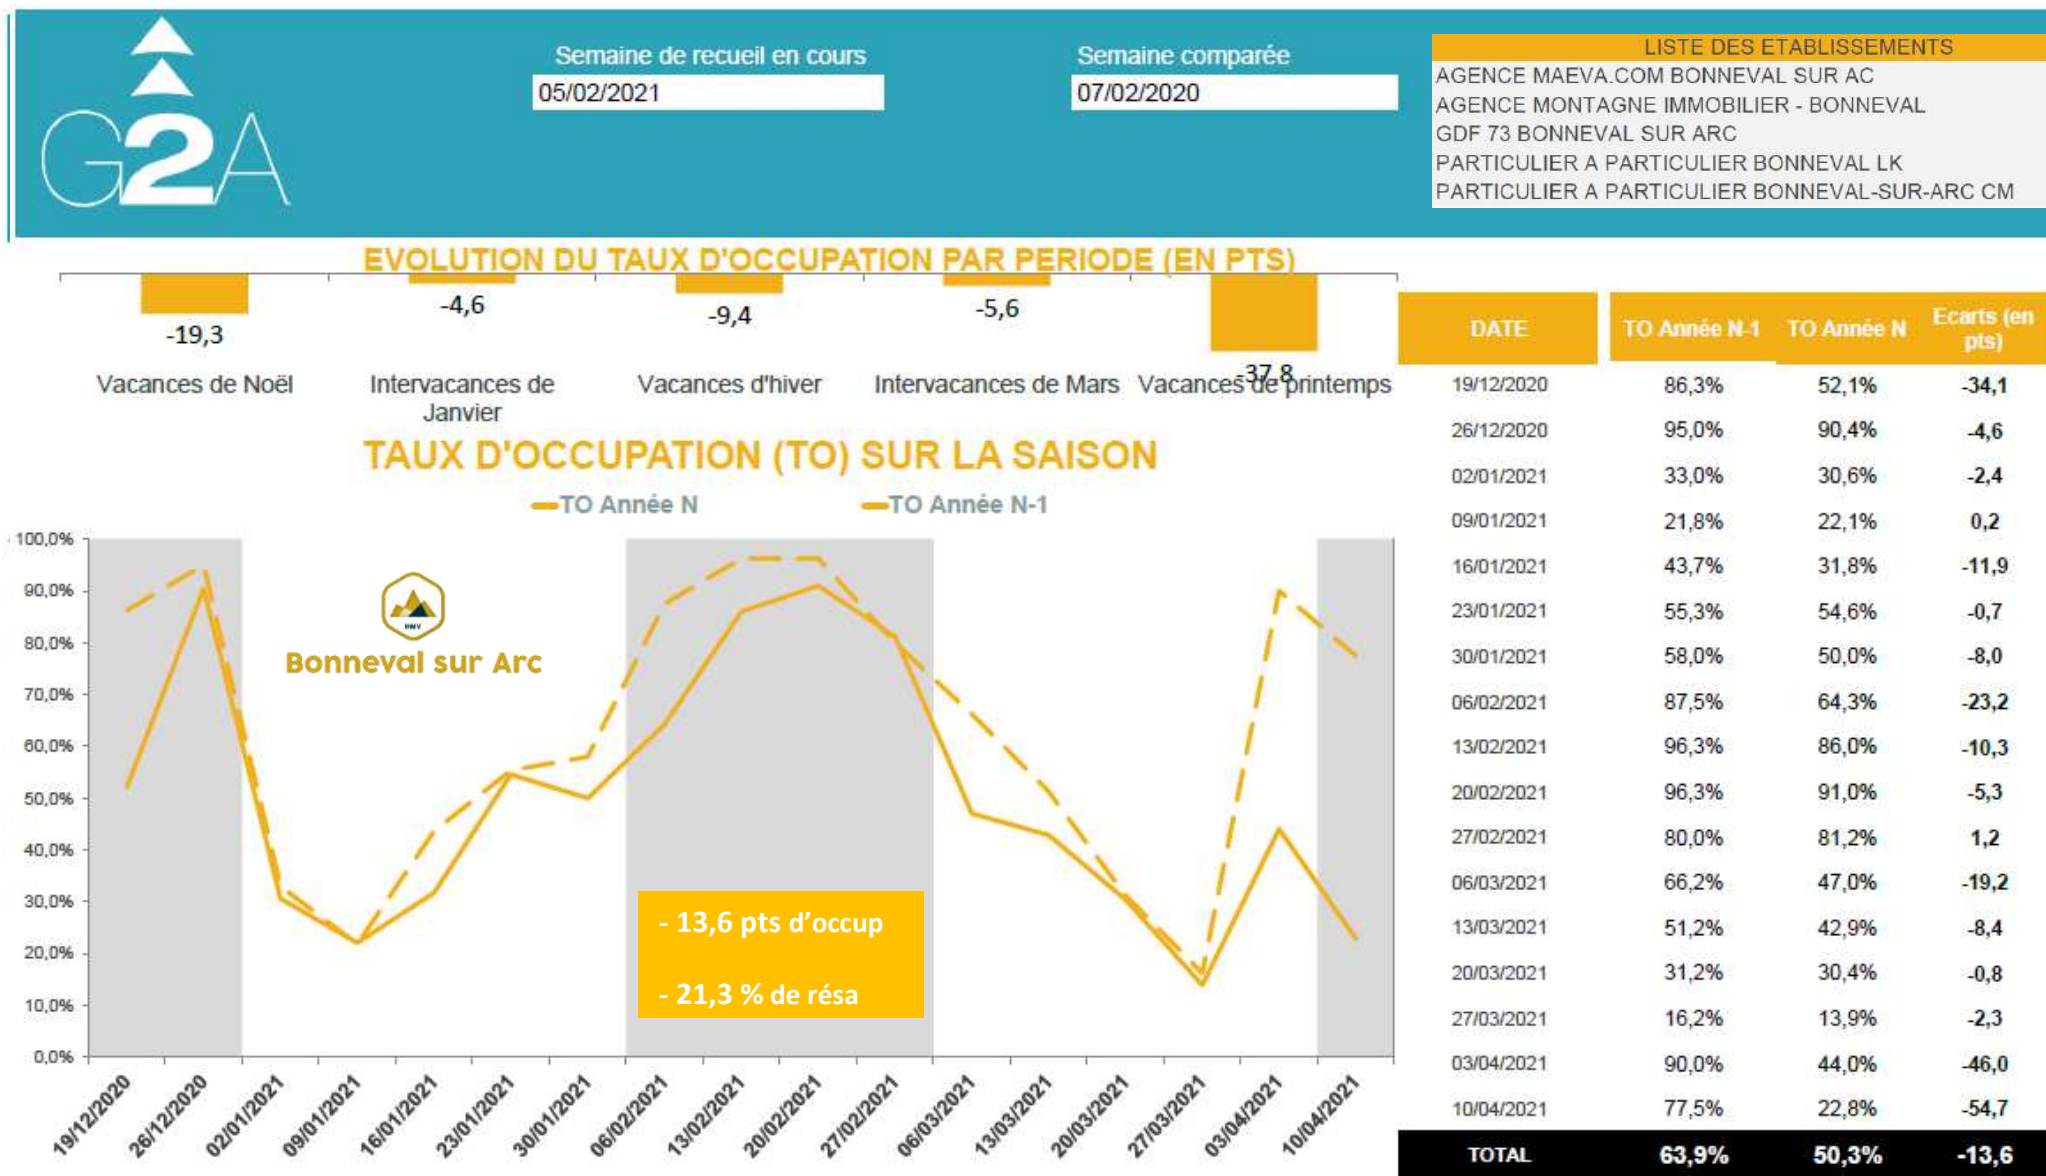 G2A
Semaine de recueil en cours
05/02/2021
Semaine comparée
07/02/2020
LISTE DES ETABLISSEMENTS
AGENCE MAEVA.COM BONNEVAL SUR AC
AGENCE MONTAGNE IMMOBILIER - BONNEVAL
GDF 73 BONNEVAL SUR ARC
PARTICULIER A PARTICULIER BONNEVAL LK
PARTICULIER A PARTICULIER BONNEVAL-SUR-ARC CM
EVOLUTION DU TAUX D'OCCUPATION PAR PERIODE (EN PTS)
-19,3
-4,6
-9,4
-5,6
-37,8
Vacances de Noël
Intervacances de
Janvier
Vacances d'hiver
Intervacances de Mars
Vacances de printemps
TAUX D'OCCUPATION (TO) SUR LA SAISON
TO Année N
TO Année N-1
100,0%
90,0%
80,0%
70,0%
60,0%
50,0%
40,0%
30,0%
20,0%
10,0%
0,0%
HMV
Bonneval sur Arc
- 13,6 pts d'occup
- 21,3 % de résa
19/12/2020
26/12/2020
02/01/2021
09/01/2021
16/01/2021
23/01/2021
30/01/2021
06/02/2021
13/02/2021
20/02/2021
27/02/2021
06/03/2021
13/03/2021
20/03/2021
27/03/2021
03/04/2021
10/04/2021
DATE TO Année N-1 TO Année N Ecarts (en pts)
19/12/2020 86,3% 52,1% -34,1
26/12/2020 95,0% 90,4% -4,6
02/01/2021 33,0% 30,6% -2,4
09/01/2021 21,8% 22,1% 0,2
16/01/2021 43,7% 31,8% -11,9
23/01/2021 55,3% 54,6% -0,7
30/01/2021 58,0% 50,0% -8,0
06/02/2021 87,5% 64,3% -23,2
13/02/2021 96,3% 86,0% -10,3
20/02/2021 96,3% 91,0% -5,3
27/02/2021 80,0% 81,2% 1,2
06/03/2021 66,2% 47,0% -19,2
13/03/2021 51,2% 42,9% -8,4
20/03/2021 31,2% 30,4% -0,8
27/03/2021 16,2% 13,9% -2,3
03/04/2021 90,0% 44,0% -46,0
10/04/2021 77,5% 22,8% -54,7
TOTAL 63,9% 50,3% -13,6